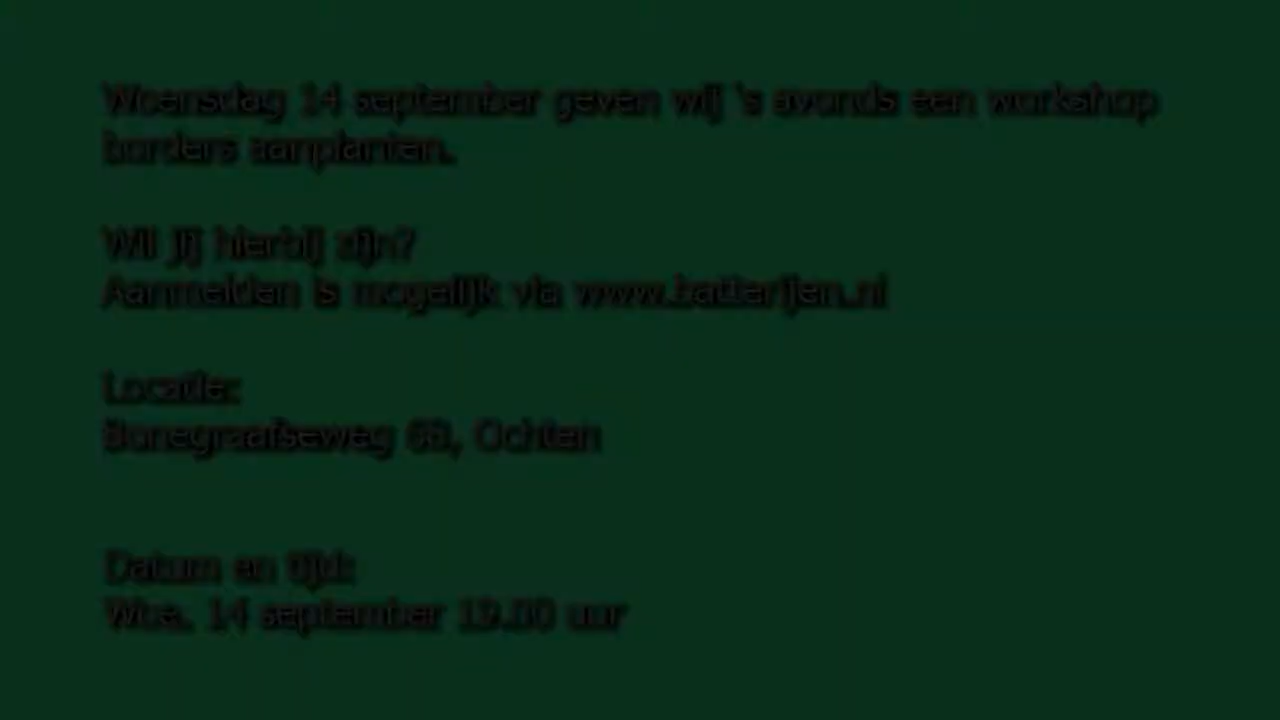 Woensdag 14 september geven wij 's avonds een workshop
borders aanplanten.
Wil jij hierbij zijn?
Aanmelden is mogelijk via www.batterijen.nl
Locatie:
Bonegraafseweg Ochten
Datum en tijd:
Woe. 14 september 19.00 uur